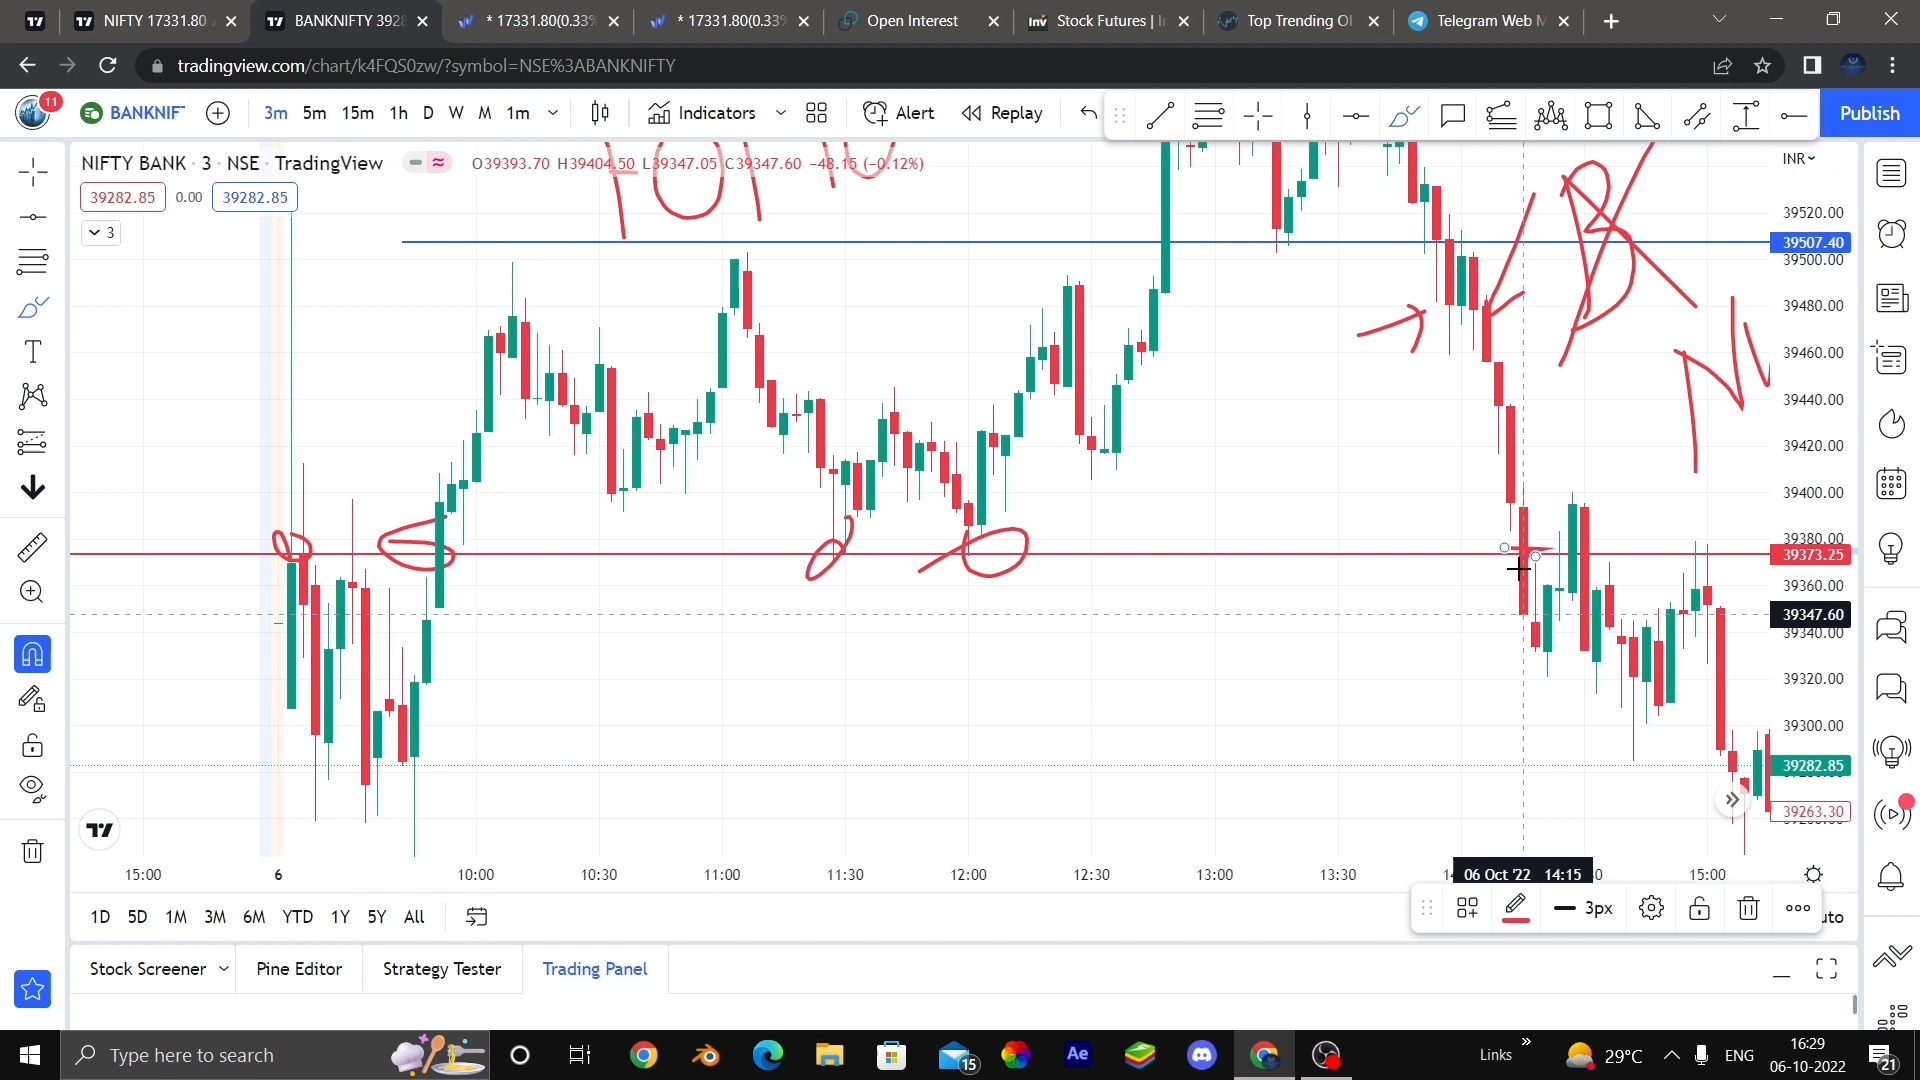 NIFTY 17331.80
BANKNIFTY 3928
* 17331.80(0.33%
* 17331.80(0.33%
Open Interest
Stock Futures | I
Top Trending OI
Telegram Web
tradingview.com/chart/k4FQS0zw/?symbol=NSE%3ABANKNIFTY
11
BANKNIF
3m 5m 15m 1h D W M 1m
Indicators
Alert
Replay
Publish
NIFTY BANK · 3 · NSE · TradingView
O39393.70 H39404.50 L39347.05 C39347.60 −48.15 (−0.12%)
INR
39282.85 0.00 39282.85
3
39520.00
39507.40
39500.00
39480.00
39460.00
39440.00
39420.00
39400.00
39380.00
39373.25
39360.00
39347.60
39340.00
39320.00
39300.00
39282.85
39263.30
15:00 6 10:00 10:30 11:00 11:30 12:00 12:30 13:00 13:30 06 Oct '22 14:15 15:00
1D 5D 1M 3M 6M YTD 1Y 5Y All
3px
uto
Stock Screener
Pine Editor
Strategy Tester
Trading Panel
Type here to search
15
Ae
Links
29°C
ENG
16:29
06-10-2022
21